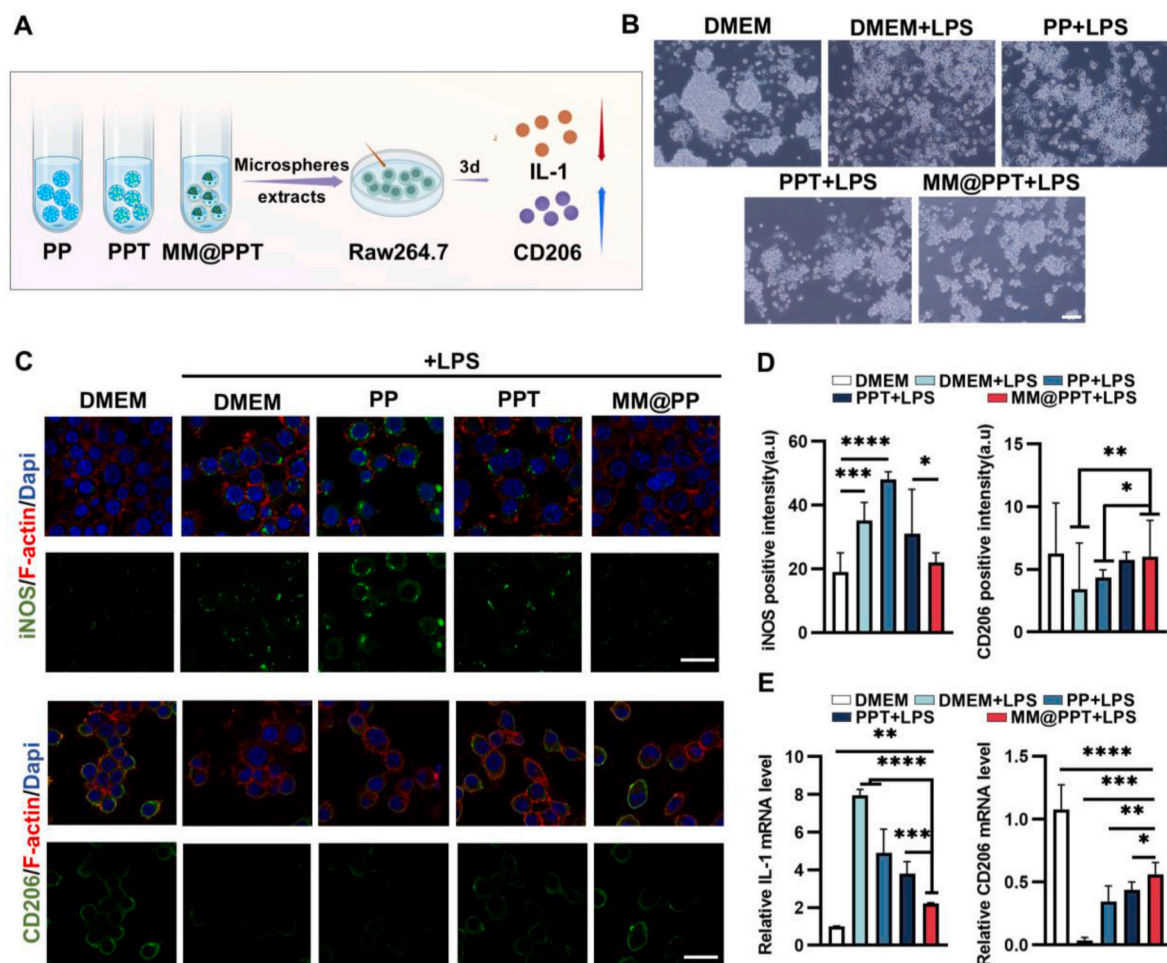 A
Microspheres
extracts
3d
IL-1
PP PPT MM@PPT
Raw264.7
CD206
B
DMEM DMEM+LPS PP+LPS
PPT+LPS MM@PPT+LPS
C
+LPS
DMEM DMEM PP PPT MM@PP
iNOS/F-actin/Dapi
CD206/F-actin/Dapi
D
DMEM DMEM+LPS PP+LPS
PPT+LPS MM@PPT+LPS
iNOS positive intensity(a.u)
60
40
20
0
****
***
*
CD206 positive intensity(a.u)
15
10
5
0
**
*
E
DMEM DMEM+LPS PP+LPS
PPT+LPS MM@PPT+LPS
Relative IL-1 mRNA level
10
8
6
4
2
0
**
****
***
Relative CD206 mRNA level
1.5
1.0
0.5
0.0
****
***
**
*